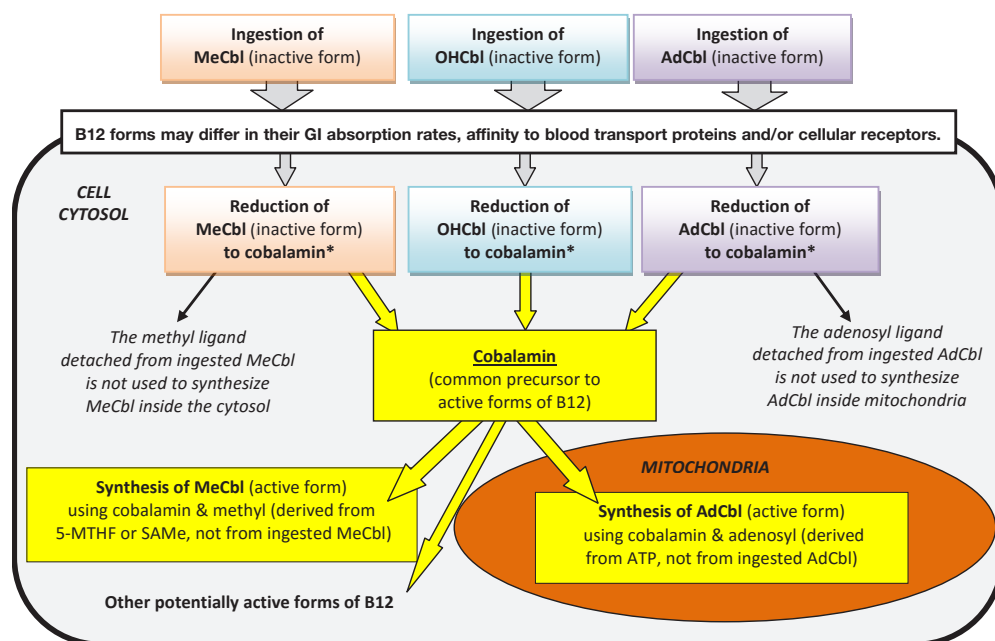 Ingestion of
MeCbl (inactive form)
Ingestion of
OHCbl (inactive form)
Ingestion of
AdCbl (inactive form)
B12 forms may differ in their GI absorption rates, affinity to blood transport proteins and/or cellular receptors.
CELL
CYTOSOL
Reduction of
MeCbl (inactive form)
to cobalamin*
Reduction of
OHCbl (inactive form)
to cobalamin*
Reduction of
AdCbl (inactive form)
to cobalamin*
The methyl ligand
detached from ingested MeCbl
is not used to synthesize
MeCbl inside the cytosol
Cobalamin
(common precursor to
active forms of B12)
The adenosyl ligand
detached from ingested AdCbl
is not used to synthesize
AdCbl inside mitochondria
Synthesis of MeCbl (active form)
using cobalamin & methyl (derived from
5-MTHF or SAMe, not from ingested MeCbl)
MITOCHONDRIA
Synthesis of AdCbl (active form)
using cobalamin & adenosyl (derived
from ATP, not from ingested AdCbl)
Other potentially active forms of B12